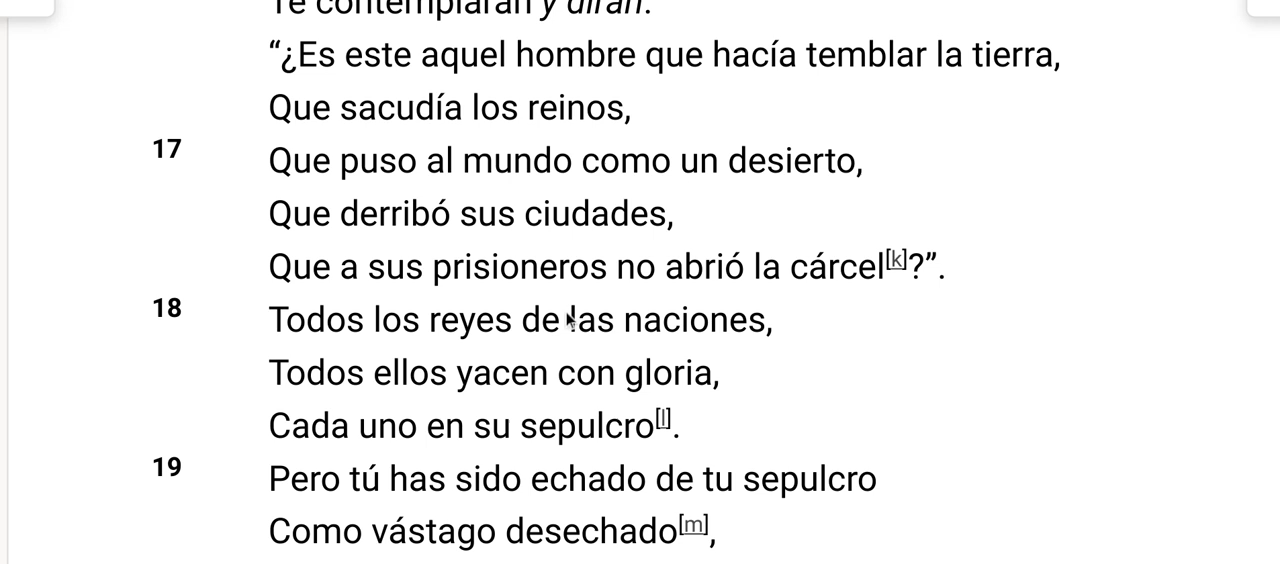 Te contemplarán y dirán:
“¿Es este aquel hombre que hacía temblar la tierra,
Que sacudía los reinos,
17 Que puso al mundo como un desierto,
Que derribó sus ciudades,
Que a sus prisioneros no abrió la cárcel[k]?”.
18 Todos los reyes de las naciones,
Todos ellos yacen con gloria,
Cada uno en su sepulcro[l].
19 Pero tú has sido echado de tu sepulcro
Como vástago desechado[m],